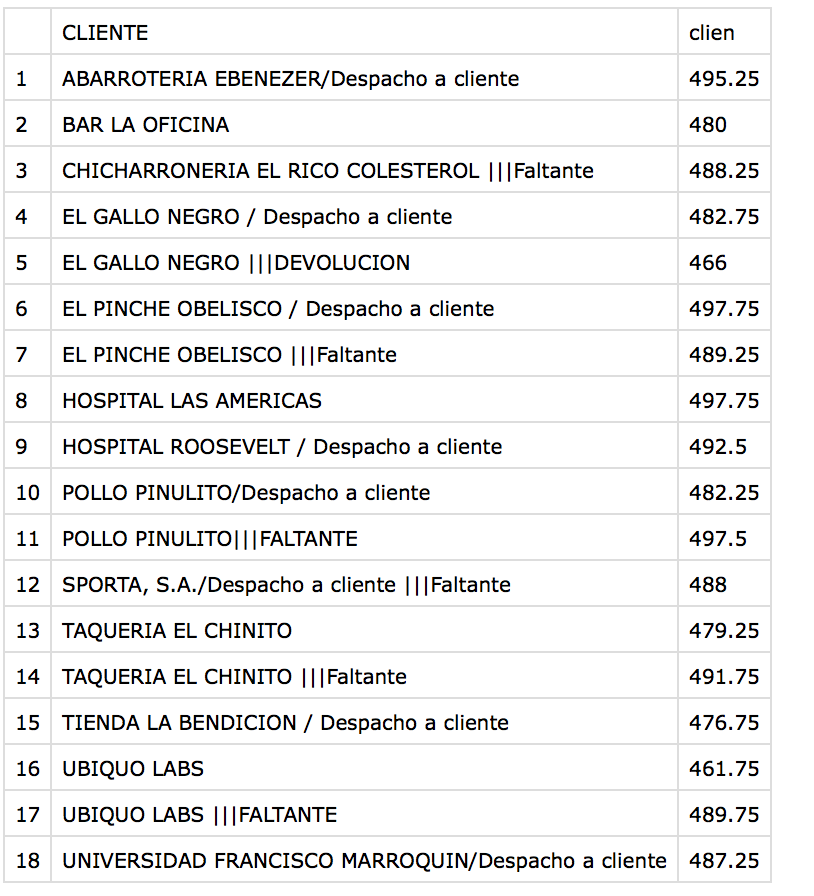 CLIENTE clien
1 ABARROTERIA EBENEZER/Despacho a cliente 495.25
2 BAR LA OFICINA 480
3 CHICHARRONERIA EL RICO COLESTEROL |||Faltante 488.25
4 EL GALLO NEGRO / Despacho a cliente 482.75
5 EL GALLO NEGRO |||DEVOLUCION 466
6 EL PINCHE OBELISCO / Despacho a cliente 497.75
7 EL PINCHE OBELISCO |||Faltante 489.25
8 HOSPITAL LAS AMERICAS 497.75
9 HOSPITAL ROOSEVELT / Despacho a cliente 492.5
10 POLLO PINULITO/Despacho a cliente 482.25
11 POLLO PINULITO|||FALTANTE 497.5
12 SPORTA, S.A./Despacho a cliente |||Faltante 488
13 TAQUERIA EL CHINITO 479.25
14 TAQUERIA EL CHINITO |||Faltante 491.75
15 TIENDA LA BENDICION / Despacho a cliente 476.75
16 UBIQUO LABS 461.75
17 UBIQUO LABS |||FALTANTE 489.75
18 UNIVERSIDAD FRANCISCO MARROQUIN/Despacho a cliente 487.25